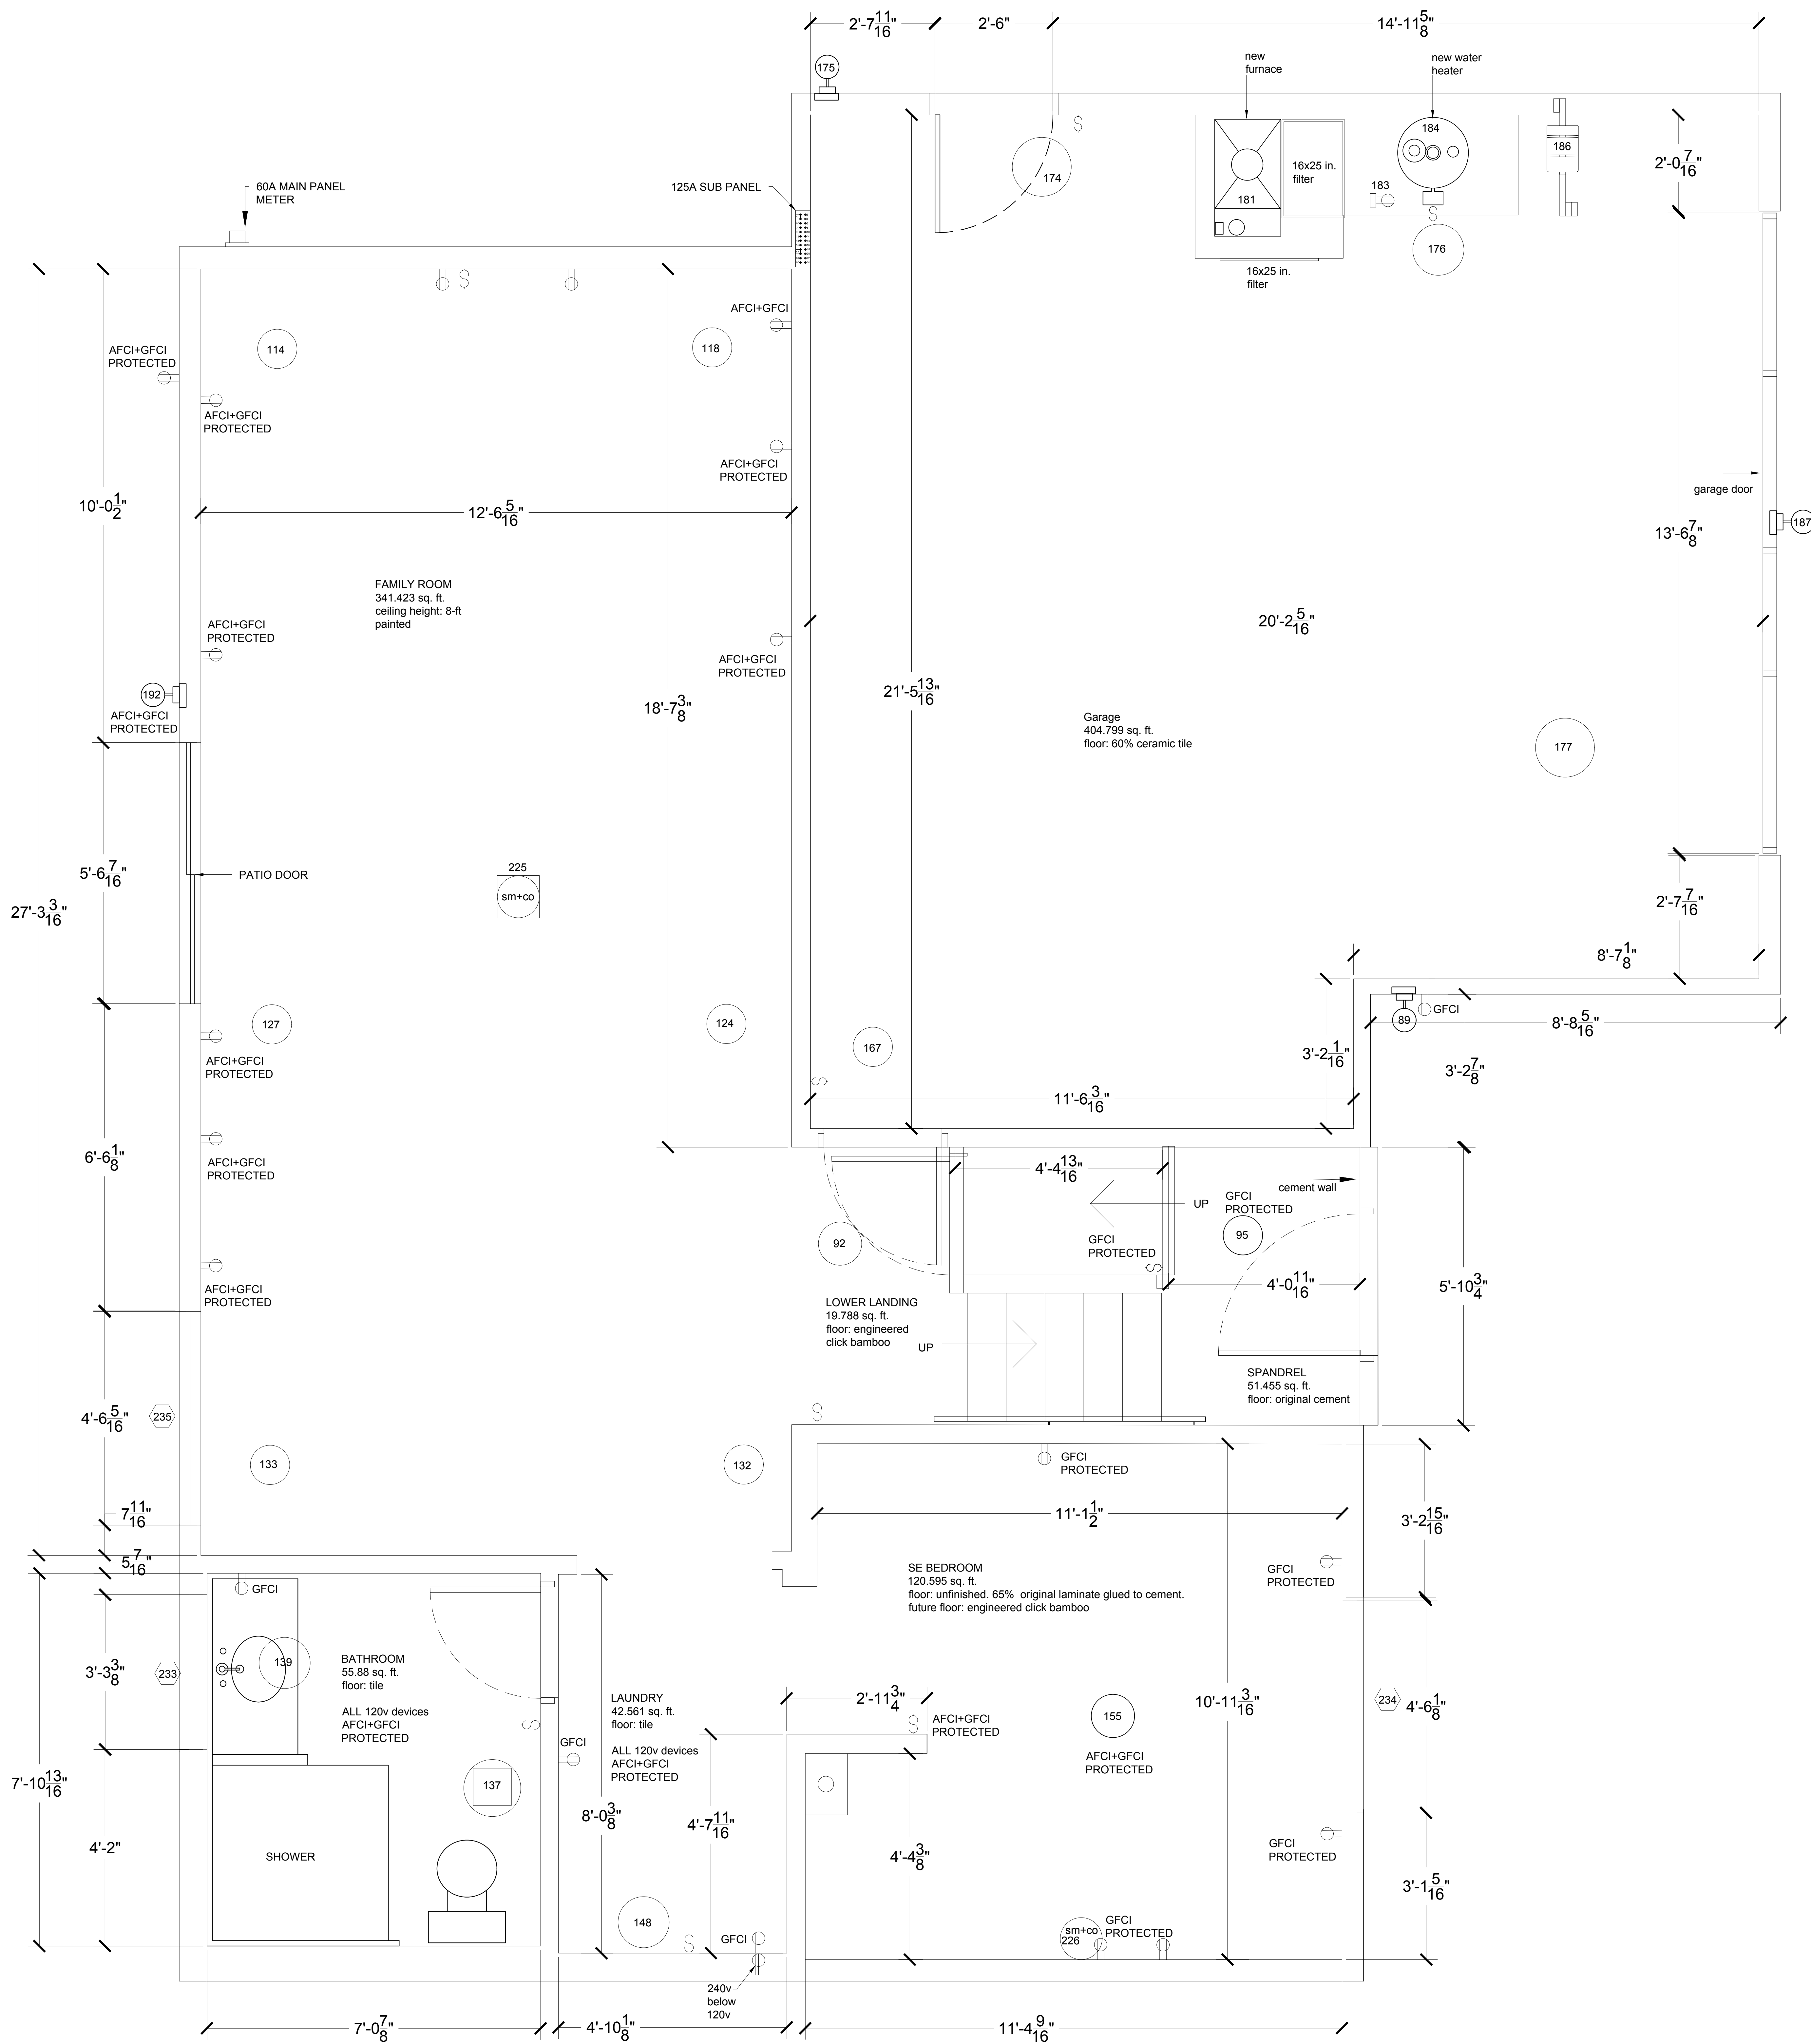 2'-7 11/16"
2'-6"
14'-11 5/8"
175
new
furnace
new water
heater
184
186
174
16x25 in.
filter
183
181
2'-0 7/16"
60A MAIN PANEL
METER
125A SUB PANEL
S
S
176
16x25 in.
filter
S
AFCI+GFCI
114
118
AFCI+GFCI
PROTECTED
AFCI+GFCI
PROTECTED
AFCI+GFCI
PROTECTED
garage door
10'-0 1/2"
12'-6 5/16"
187
13'-6 7/8"
FAMILY ROOM
341.423 sq. ft.
ceiling height: 8-ft
painted
AFCI+GFCI
PROTECTED
20'-2 5/16"
AFCI+GFCI
PROTECTED
192
AFCI+GFCI
PROTECTED
18'-7 3/8"
21'-5 13/16"
Garage
404.799 sq. ft.
floor: 60% ceramic tile
177
5'-6 7/16"
PATIO DOOR
225
sm+co
27'-3 3/16"
2'-7 7/16"
8'-7 1/8"
127
124
167
89
GFCI
8'-8 5/16"
3'-2 1/16"
3'-2 7/8"
AFCI+GFCI
PROTECTED
S
11'-6 3/16"
6'-6 1/8"
AFCI+GFCI
PROTECTED
4'-4 13/16"
cement wall
UP
GFCI
PROTECTED
92
GFCI
PROTECTED
95
S
4'-0 11/16"
5'-10 3/4"
AFCI+GFCI
PROTECTED
LOWER LANDING
19.788 sq. ft.
floor: engineered
click bamboo
UP
SPANDREL
51.455 sq. ft.
floor: original cement
4'-6 5/16"
235
S
133
132
GFCI
PROTECTED
7 11/16"
11'-1 1/2"
3'-2 15/16"
5 7/16"
GFCI
SE BEDROOM
120.595 sq. ft.
floor: unfinished. 65% original laminate glued to cement.
future floor: engineered click bamboo
GFCI
PROTECTED
3'-3 3/8"
233
139
BATHROOM
55.88 sq. ft.
floor: tile
ALL 120v devices
AFCI+GFCI
PROTECTED
S
LAUNDRY
42.561 sq. ft.
floor: tile
ALL 120v devices
AFCI+GFCI
PROTECTED
GFCI
2'-11 3/4"
S
AFCI+GFCI
PROTECTED
10'-11 3/16"
155
AFCI+GFCI
PROTECTED
234
4'-6 1/8"
7'-10 13/16"
137
8'-0 3/8"
4'-7 11/16"
4'-2"
SHOWER
4'-4 3/8"
GFCI
PROTECTED
3'-1 5/16"
148
S
GFCI
sm+co
226
GFCI
PROTECTED
240v
below
120v
7'-0 7/8"
4'-10 1/8"
11'-4 9/16"